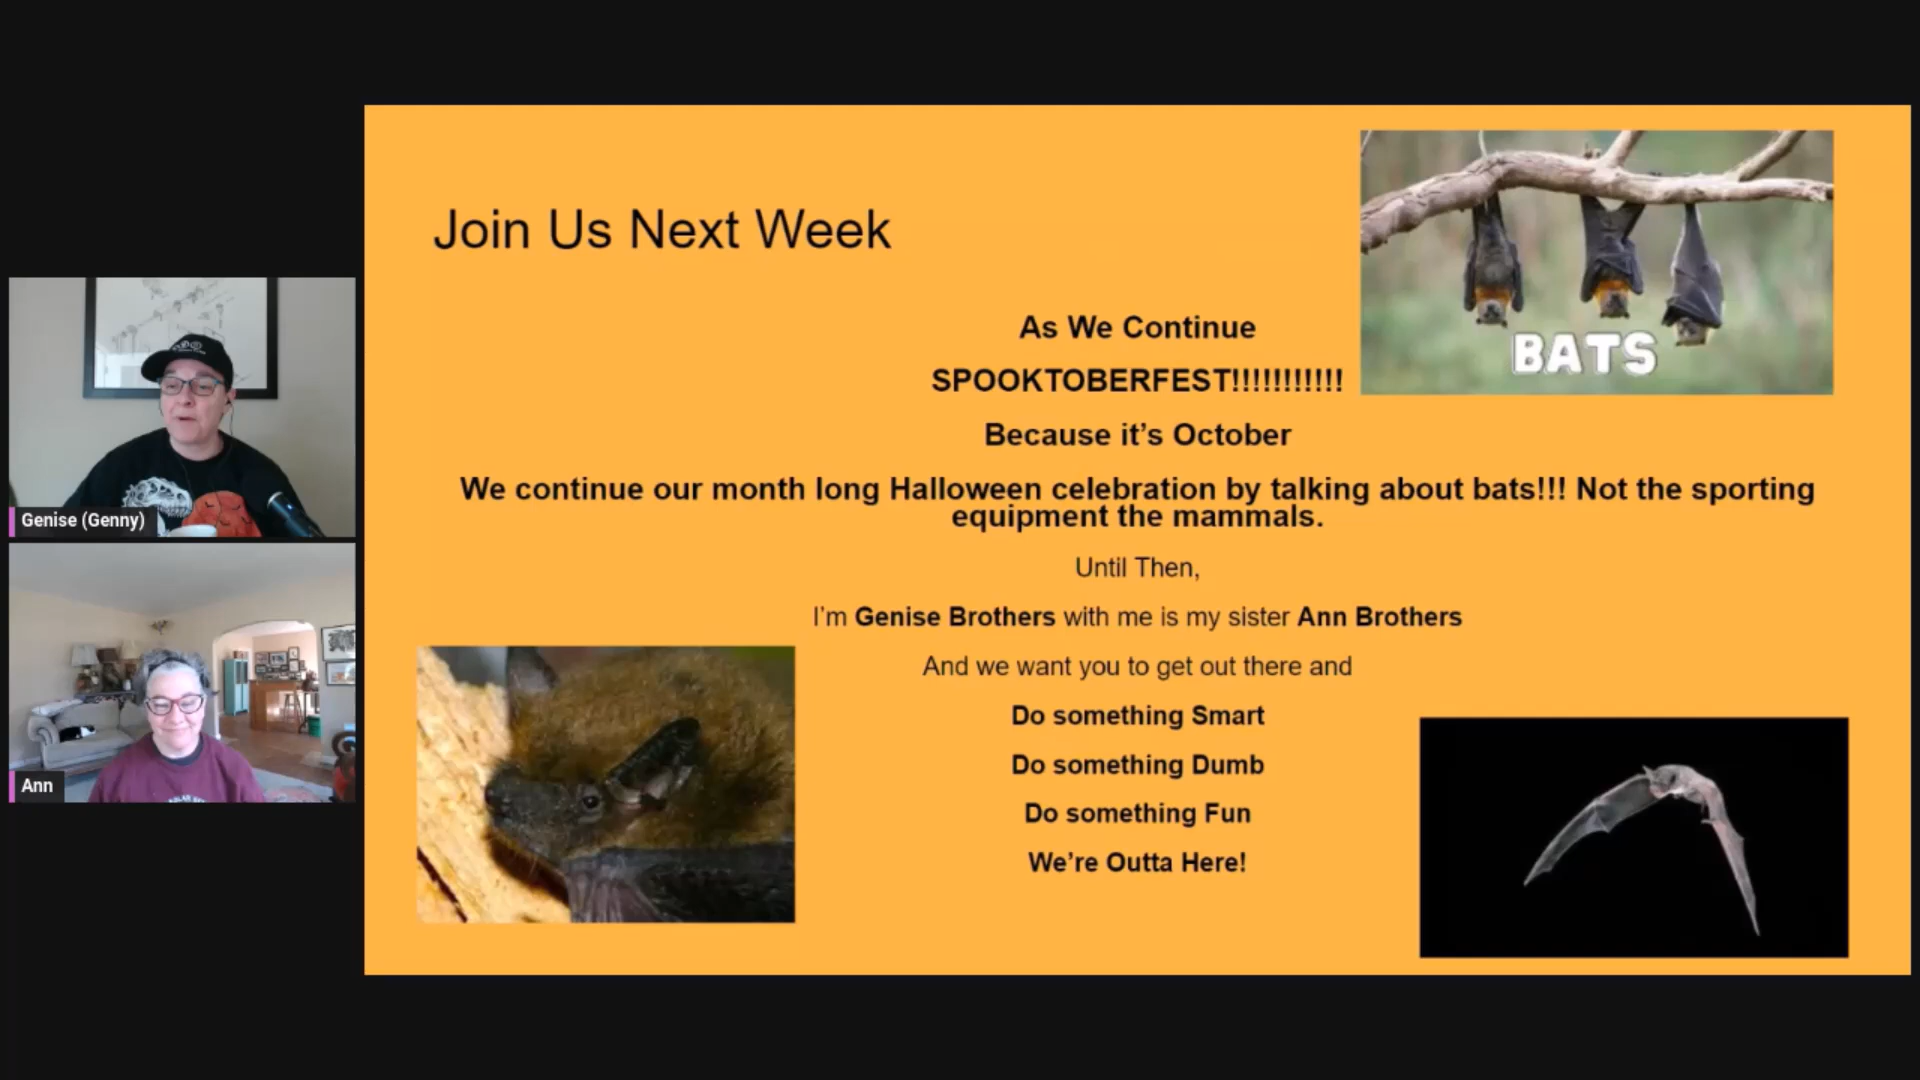 Join Us Next Week
BATS
As We Continue
SPOOKTOBERFEST!!!!!!!!!!!
Because it’s October
We continue our month long Halloween celebration by talking about bats!!! Not the sporting
equipment the mammals.
Until Then,
I’m Genise Brothers with me is my sister Ann Brothers
And we want you to get out there and
Do something Smart
Do something Dumb
Do something Fun
We’re Outta Here!
Genise (Genny)
Ann